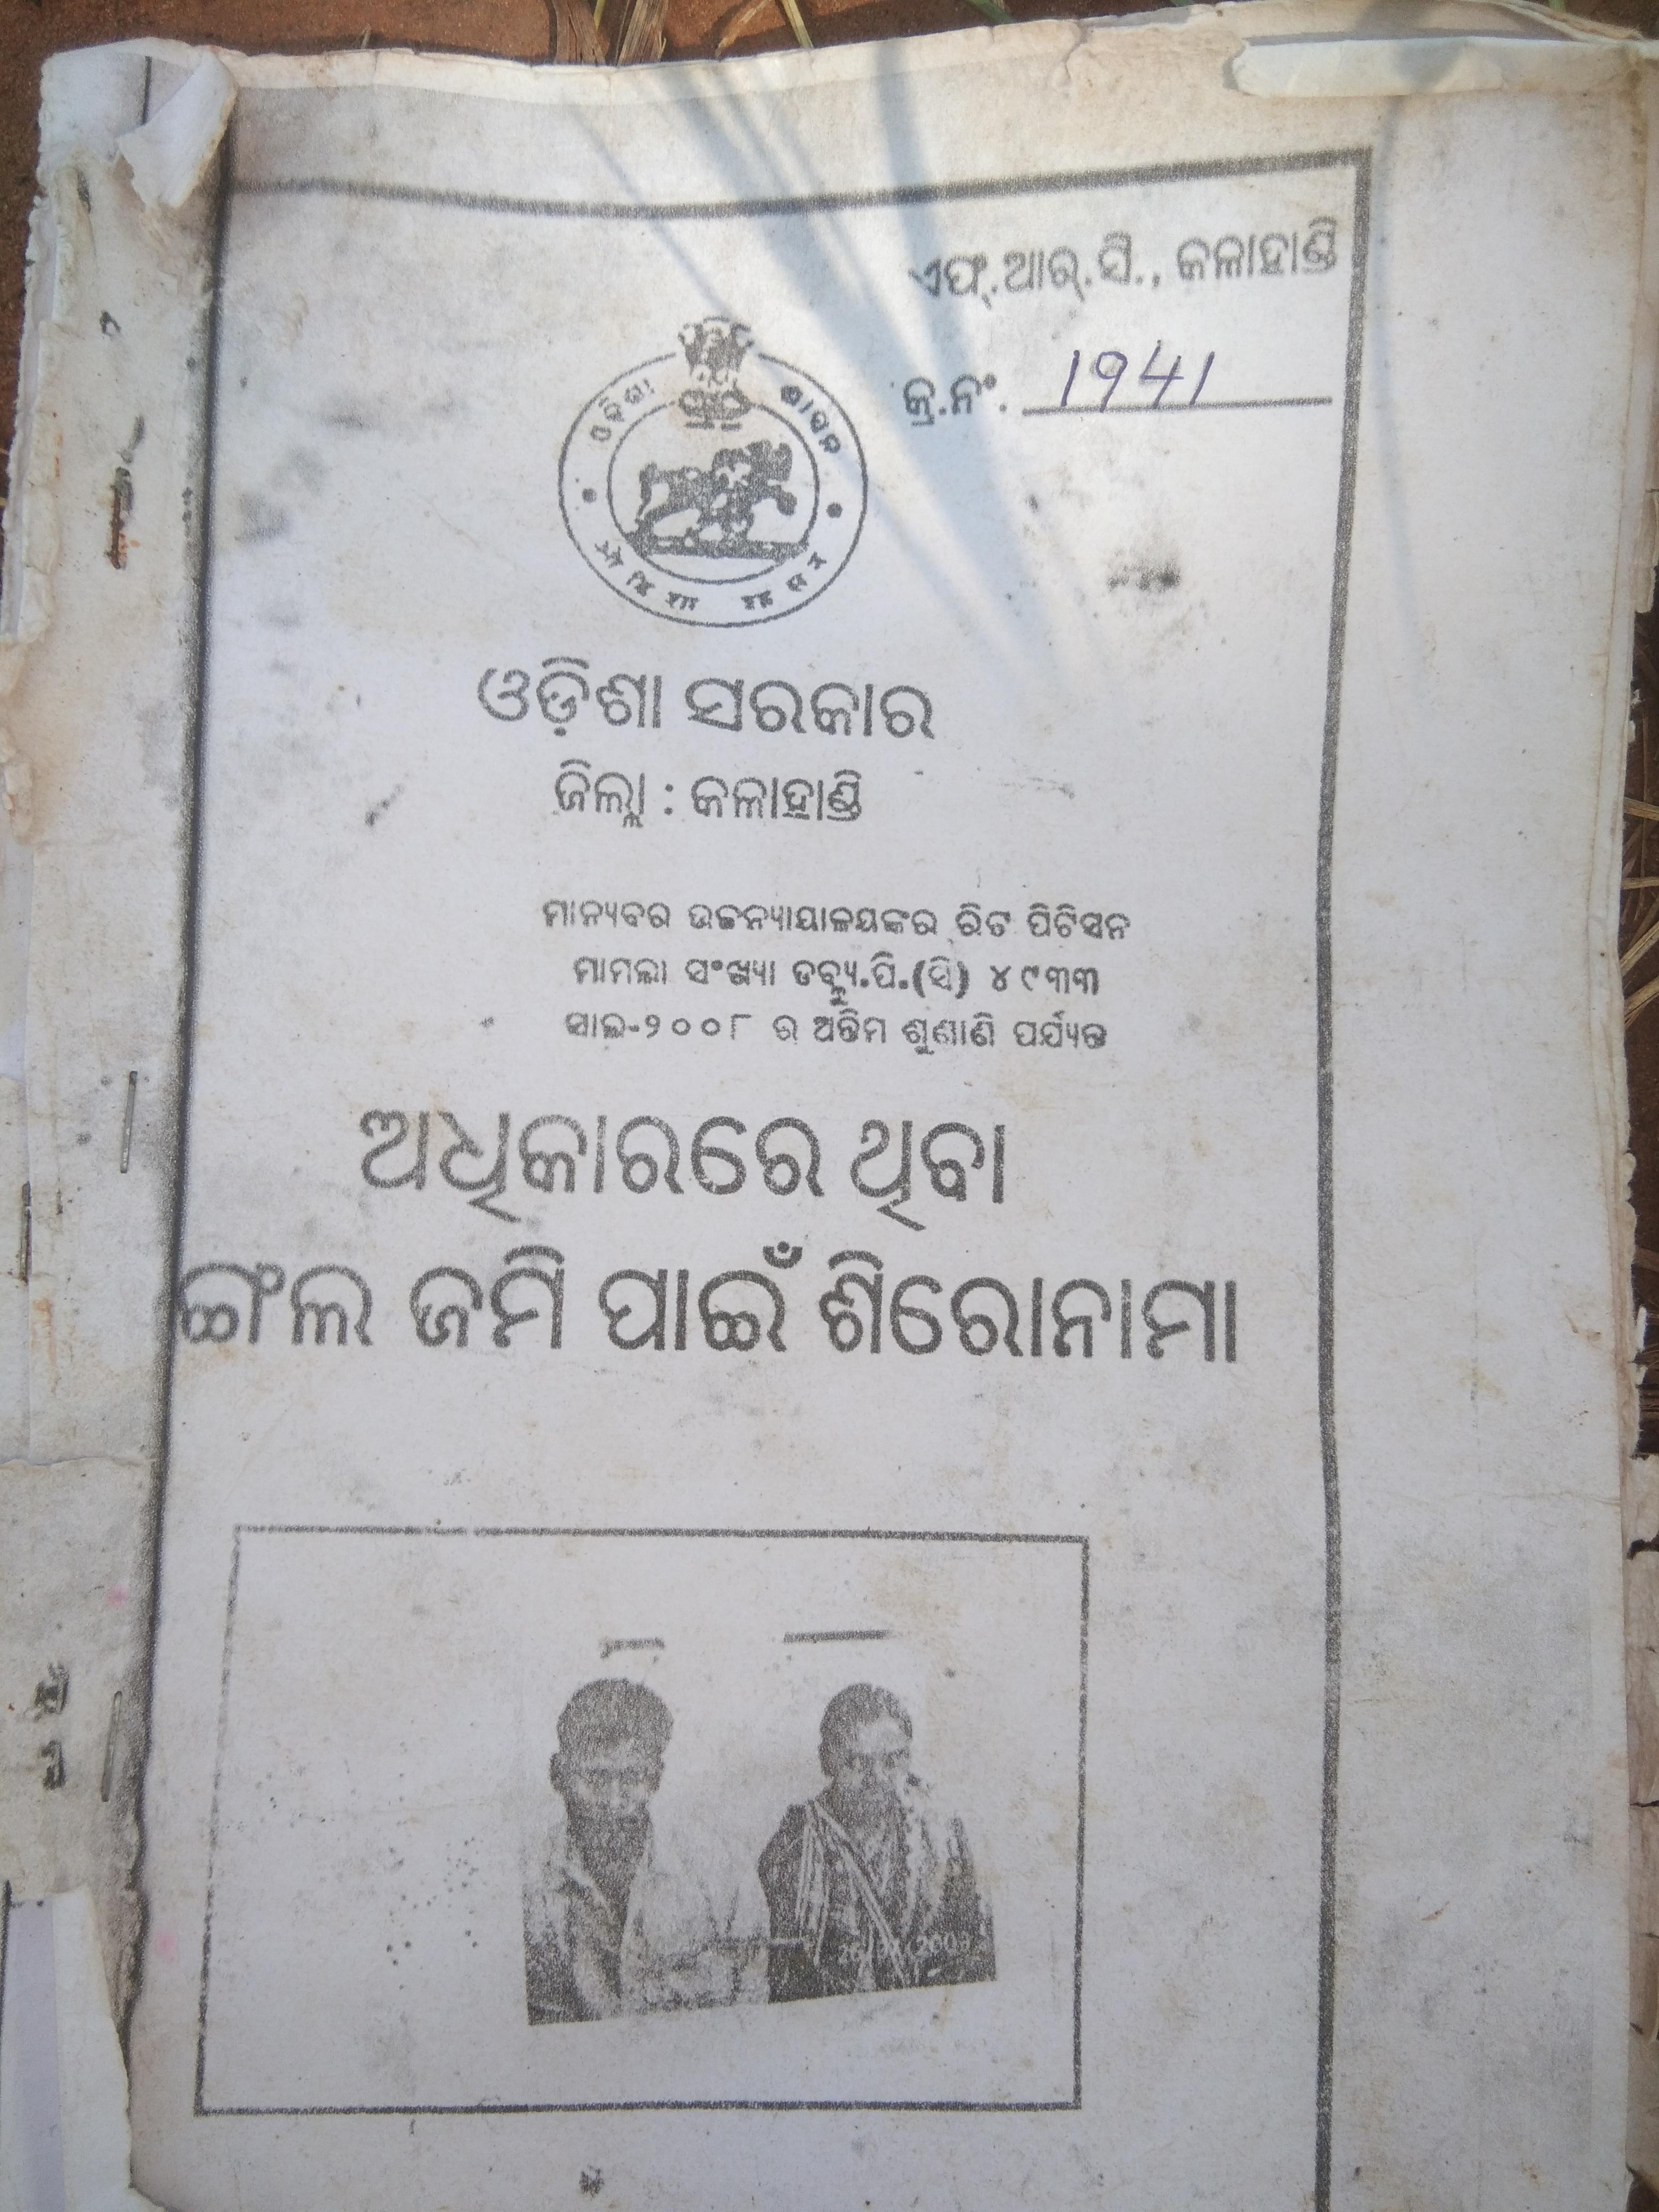 ଏଫ୍.ଆର୍.ସି., କଳାହାଣ୍ଡି
କ୍ର.ନଂ. 1941
ଓଡ଼ିଶା ସରକାର
ଜିଲ୍ଲା : କଳାହାଣ୍ଡି
ମାନ୍ୟବର ଉଚ୍ଚନ୍ୟାୟାଳୟଙ୍କର ରିଟ ପିଟିସନ
ମାମଲା ସଂଖ୍ୟା ଡବ୍ଲ୍ୟୁ.ପି.(ସି) ୪୯୩୩
ସାଲ-୨୦୦୮ ର ଅନ୍ତିମ ଶୁଣାଣି ପର୍ଯ୍ୟନ୍ତ
ଅଧିକାରରେ ଥିବା
ଙ୍ଗଲ ଜମି ପାଇଁ ଶିରୋନାମା